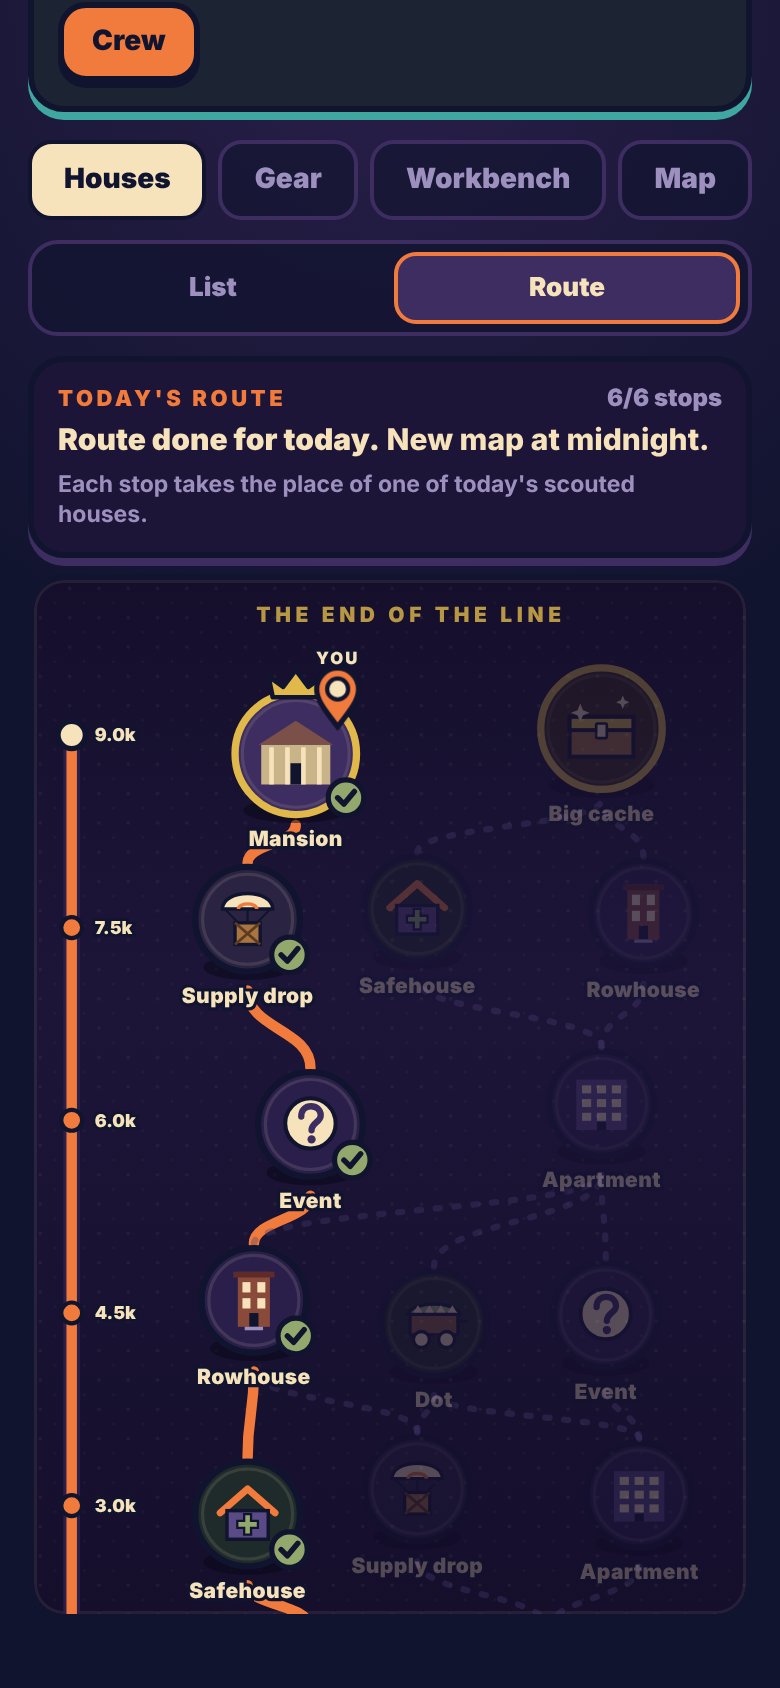 Crew
Houses
Gear
Workbench
Map
List
Route
TODAY'S ROUTE
6/6 stops
Route done for today. New map at midnight.
Each stop takes the place of one of today's scouted
houses.
THE END OF THE LINE
YOU
9.0k
Mansion
Big cache
7.5k
Supply drop
Safehouse
Rowhouse
6.0k
Event
Apartment
4.5k
Rowhouse
Dot
Event
3.0k
Safehouse
Supply drop
Apartment